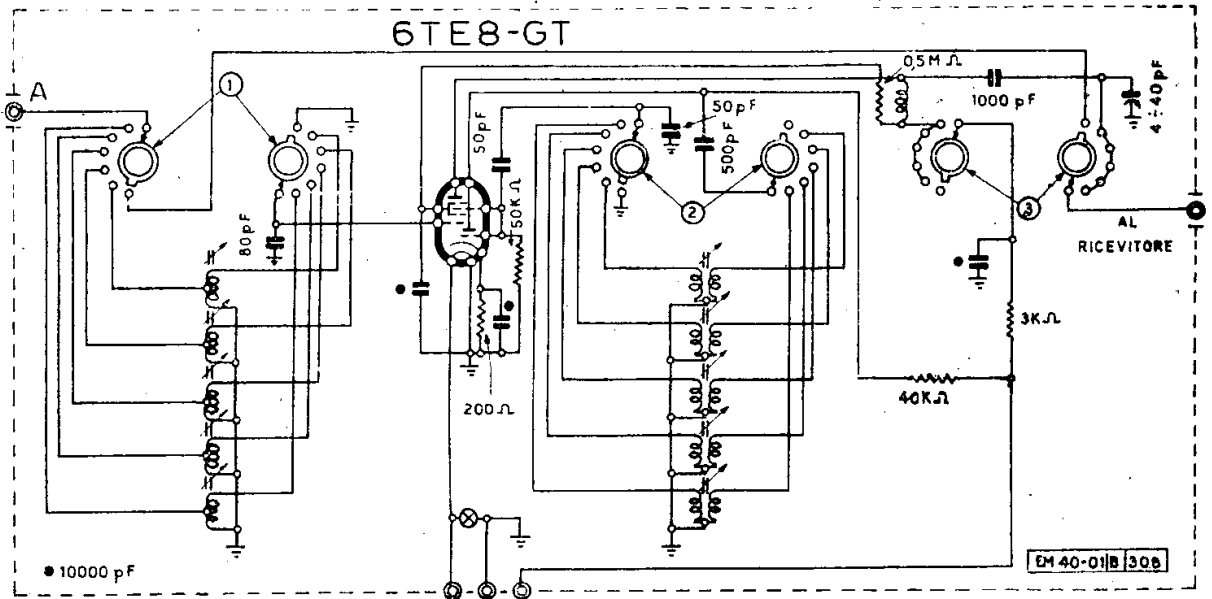 6TE8-GT
A
1
0,5MΩ
1000 pF
4÷40pF
50pF
50pF
500pF
50KΩ
80pF
2
3
AL
RICEVITORE
3KΩ
40KΩ
200Ω
● 10000 pF
EM 40-01 B 308